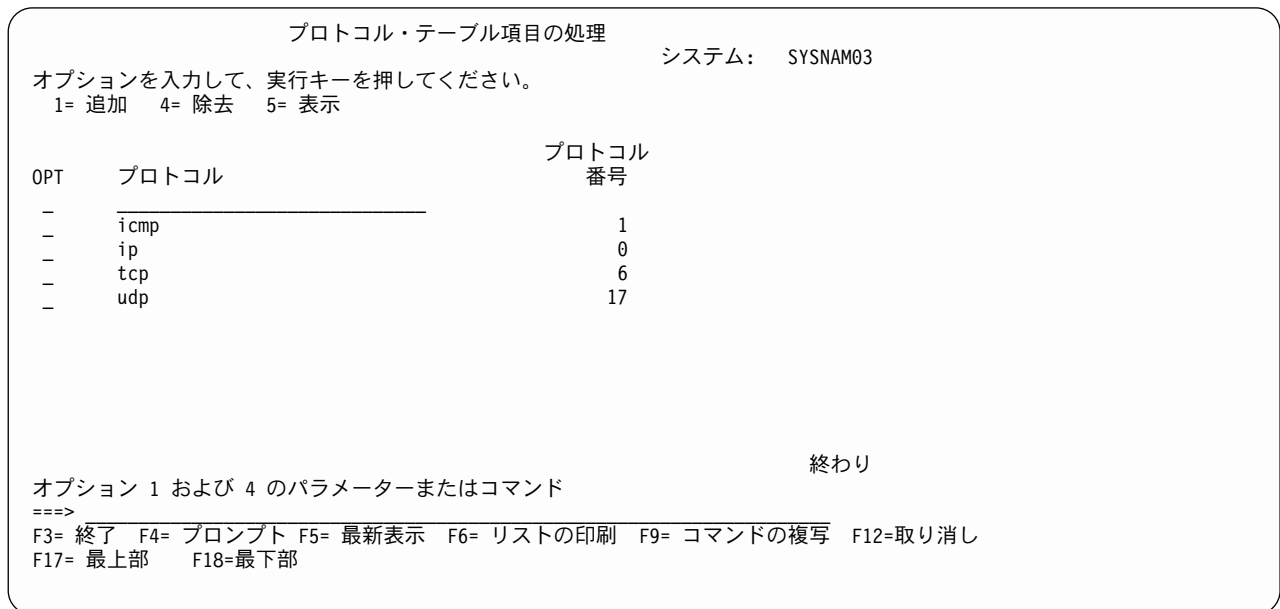 プロトコル・テーブル項目の処理
システム: SYSNAM03
オプションを入力して、実行キーを押してください。
1= 追加 4= 除去 5= 表示
プロトコル
OPT プロトコル 番号
_ _____________________________
_ icmp 1
_ ip 0
_ tcp 6
_ udp 17
終わり
オプション 1 および 4 のパラメーターまたはコマンド
===> ______________________________________________________________________
F3= 終了 F4= プロンプト F5= 最新表示 F6= リストの印刷 F9= コマンドの複写 F12=取り消し
F17= 最上部 F18=最下部